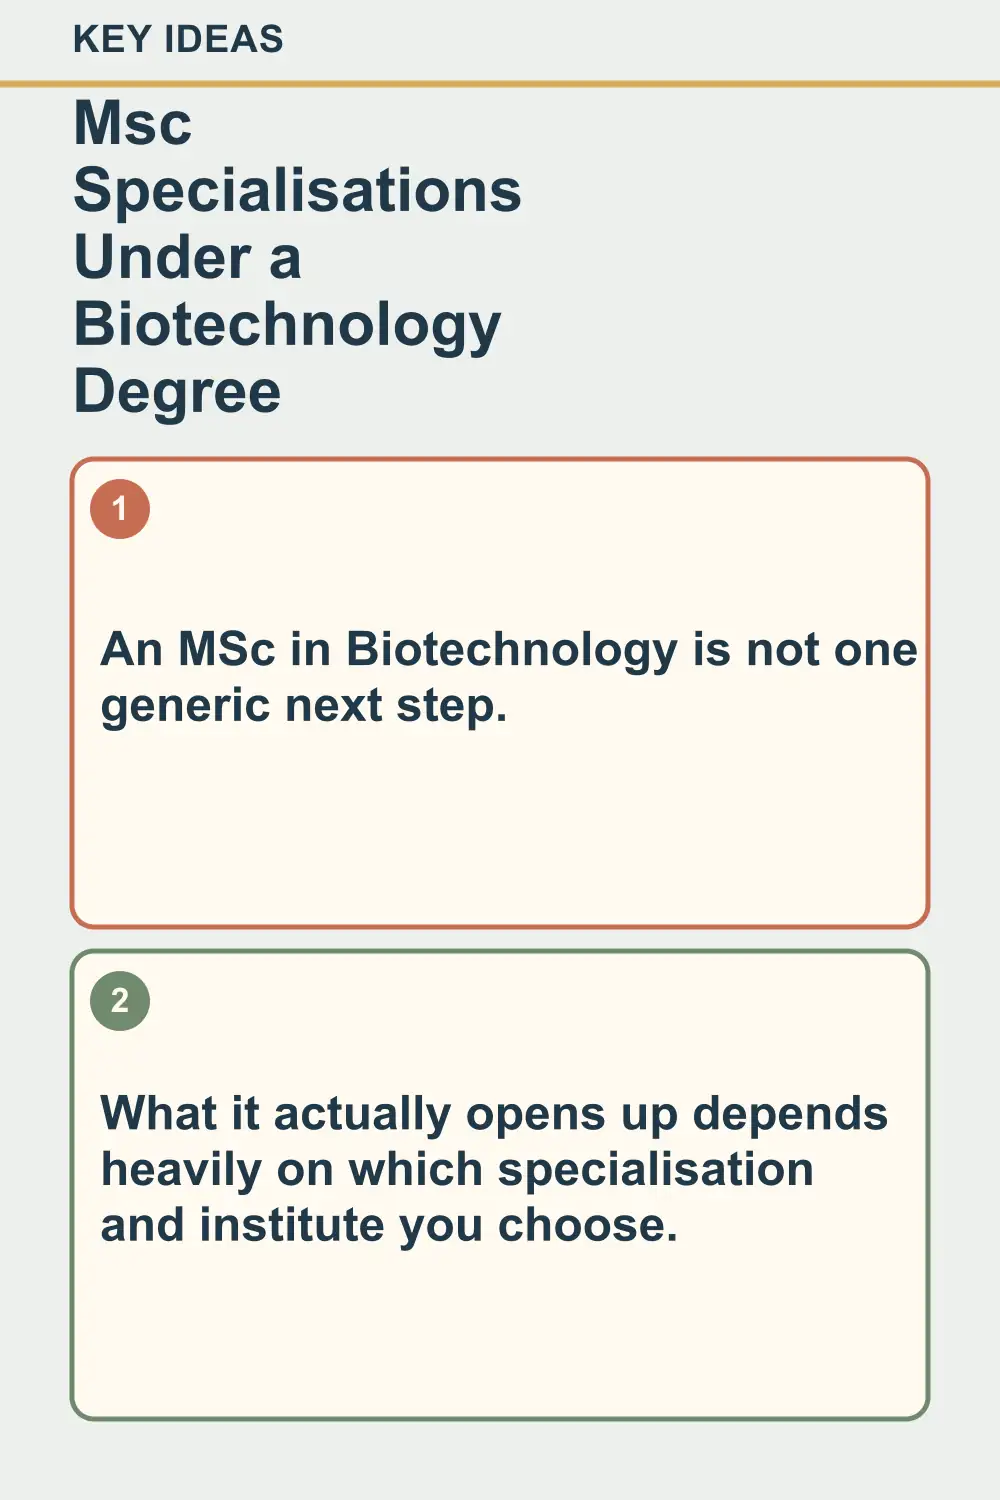 KEY IDEAS
Msc
Specialisations
Under a
Biotechnology
Degree
1
An MSc in Biotechnology is not one
generic next step.
2
What it actually opens up depends
heavily on which specialisation
and institute you choose.